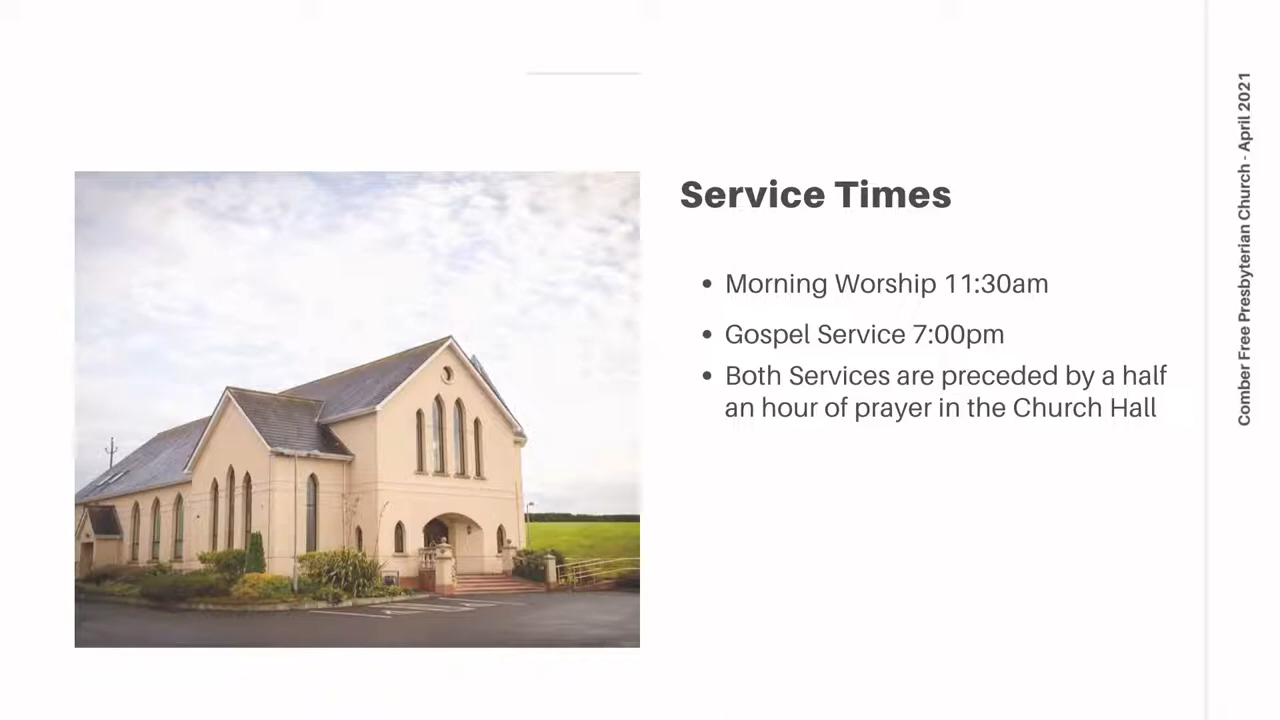 Service Times
• Morning Worship 11:30am
• Gospel Service 7:00pm
• Both Services are preceded by a half
an hour of prayer in the Church Hall
Comber Free Presbyterian Church - April 2021